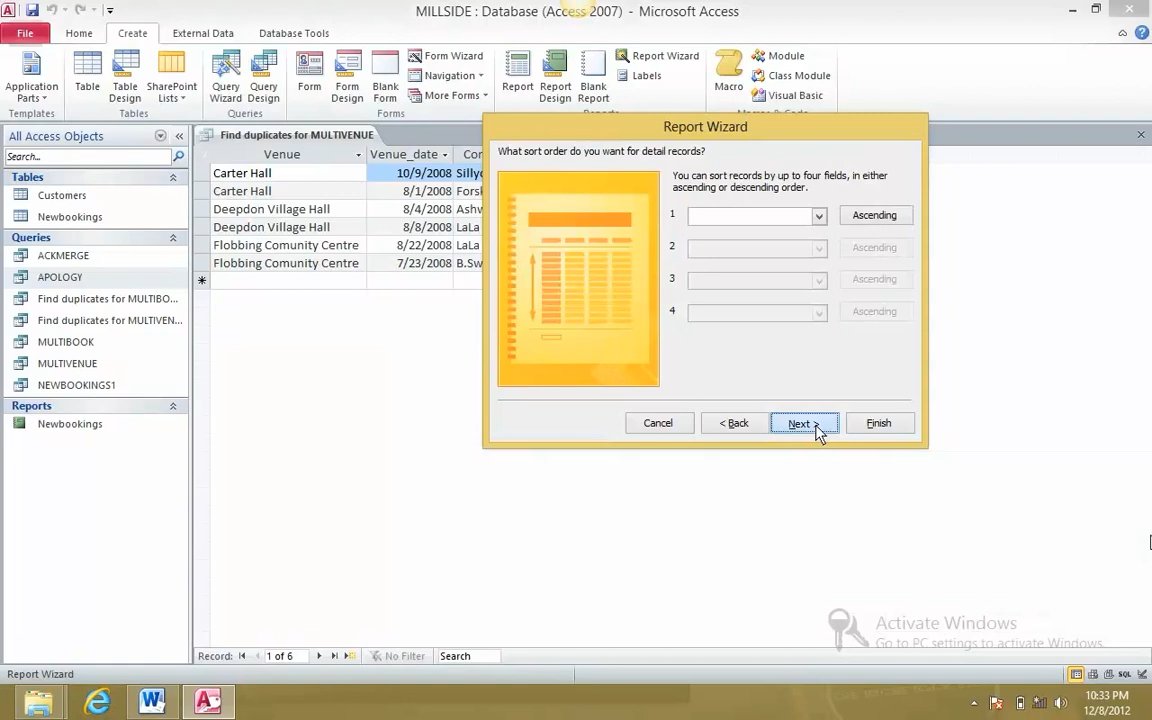 MILLSIDE : Database (Access 2007) - Microsoft Access
File Home Create External Data Database Tools
Application Parts
Table
Table Design
SharePoint Lists
Query Wizard
Query Design
Form
Form Design
Blank Form
Form Wizard
Navigation
More Forms
Report
Report Design
Blank Report
Report Wizard
Labels
Macro
Module
Class Module
Visual Basic
Templates Tables Queries Forms
All Access Objects
Search...
Tables
Customers
Newbookings
Queries
ACKMERGE
APOLOGY
Find duplicates for MULTIBO...
Find duplicates for MULTIVEN...
MULTIBOOK
MULTIVENUE
NEWBOOKINGS1
Reports
Newbookings
Find duplicates for MULTIVENUE
Venue Venue_date Con
Carter Hall 10/9/2008 Sillyc
Carter Hall 8/1/2008 Forsk
Deepdon Village Hall 8/4/2008 Ashw
Deepdon Village Hall 8/8/2008 LaLa
Flobbing Comunity Centre 8/22/2008 LaLa
Flobbing Comunity Centre 7/23/2008 B.Sw
Report Wizard
What sort order do you want for detail records?
You can sort records by up to four fields, in either
ascending or descending order.
1 Ascending
2 Ascending
3 Ascending
4 Ascending
Cancel < Back Next > Finish
Activate Windows
Go to PC settings to activate Windows.
Record: 1 of 6 No Filter Search
Report Wizard
SQL
10:33 PM
12/8/2012